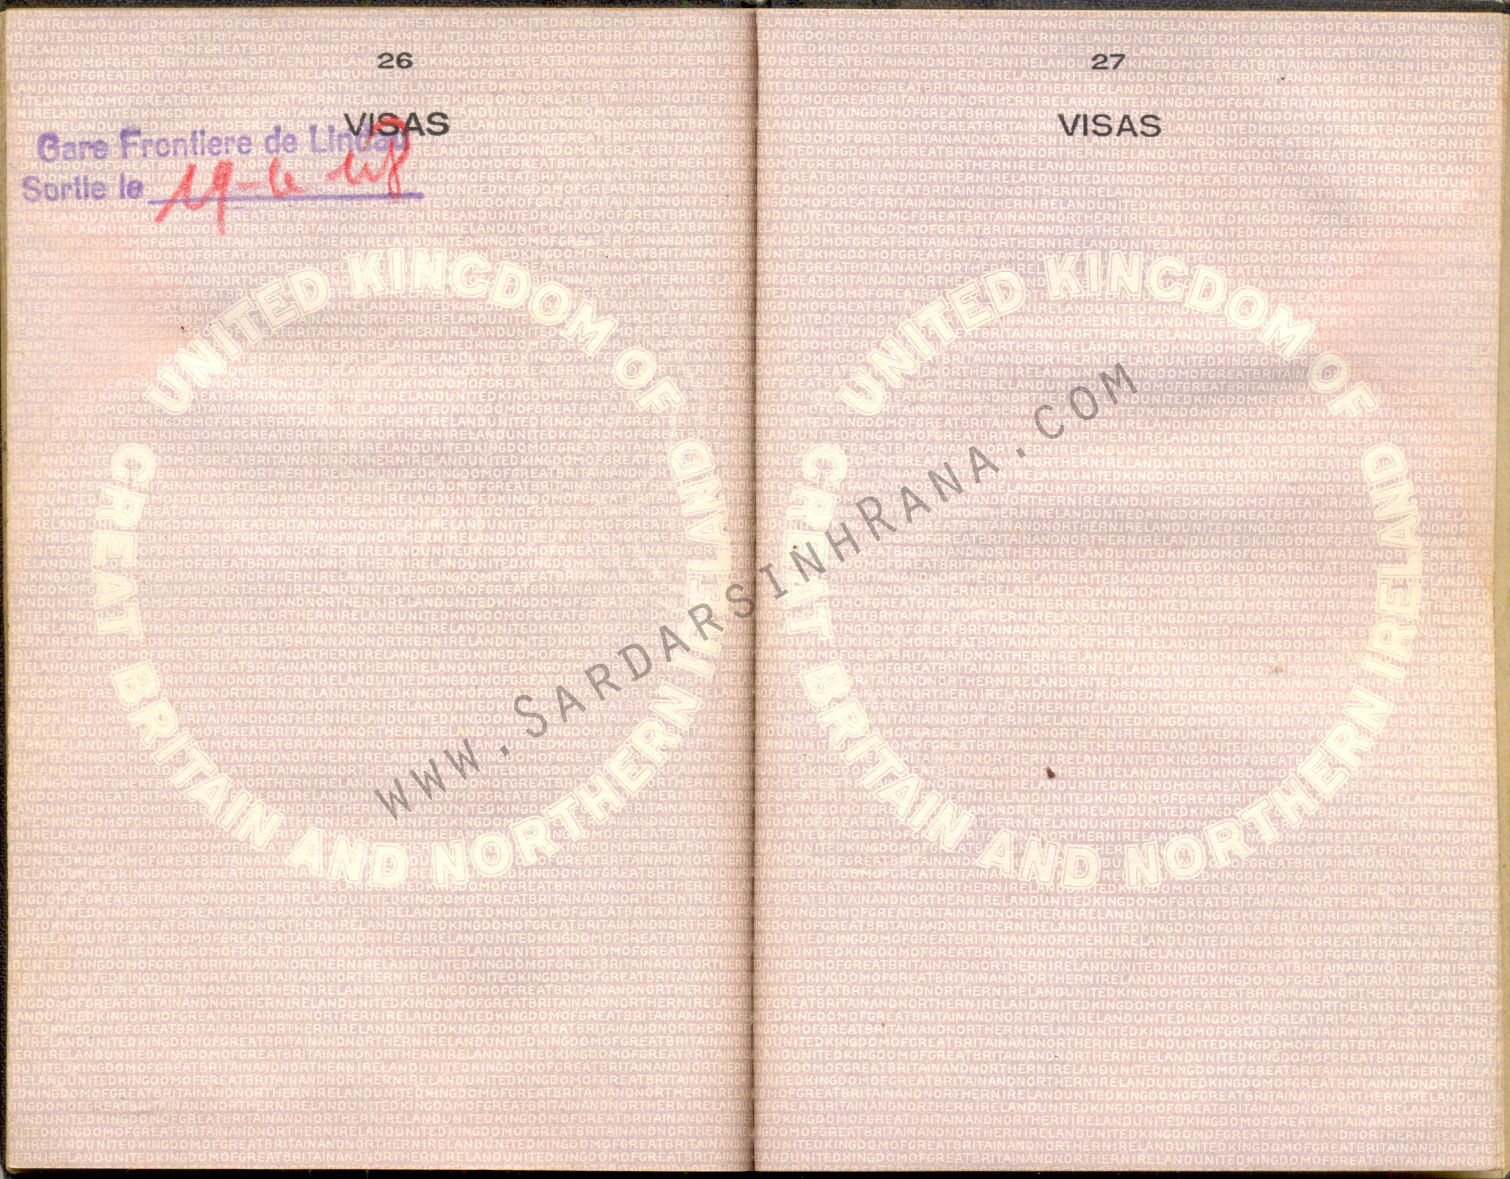 26
VISAS
Gare Frontiere de Lindau
Sortie le 19-6 48
UNITED KINGDOM OF
GREAT BRITAIN AND NORTHERN IRELAND
27
VISAS
UNITED KINGDOM OF
GREAT BRITAIN AND NORTHERN IRELAND
www.SardarsinhRana.com